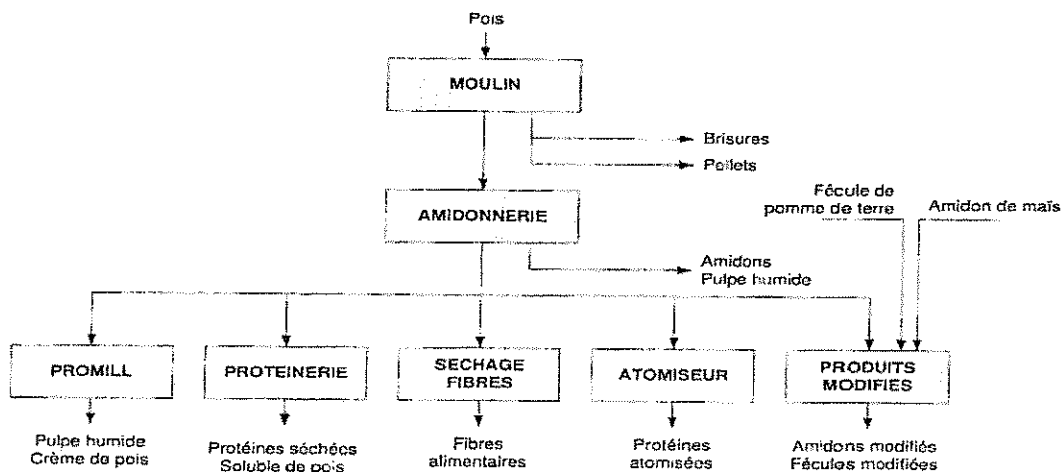 Pois
MOULIN
Brisures
Pellets
AMIDONNERIE
Fécule de
pomme de terre
Amidon de maïs
Amidons
Pulpe humide
PROMILL
PROTEINERIE
SECHAGE
FIBRES
ATOMISEUR
PRODUITS
MODIFIES
Pulpe humide
Crème de pois
Protéines séchées
Soluble de pois
Fibres
alimentaires
Protéines
atomisées
Amidons modifiés
Fécules modifiées